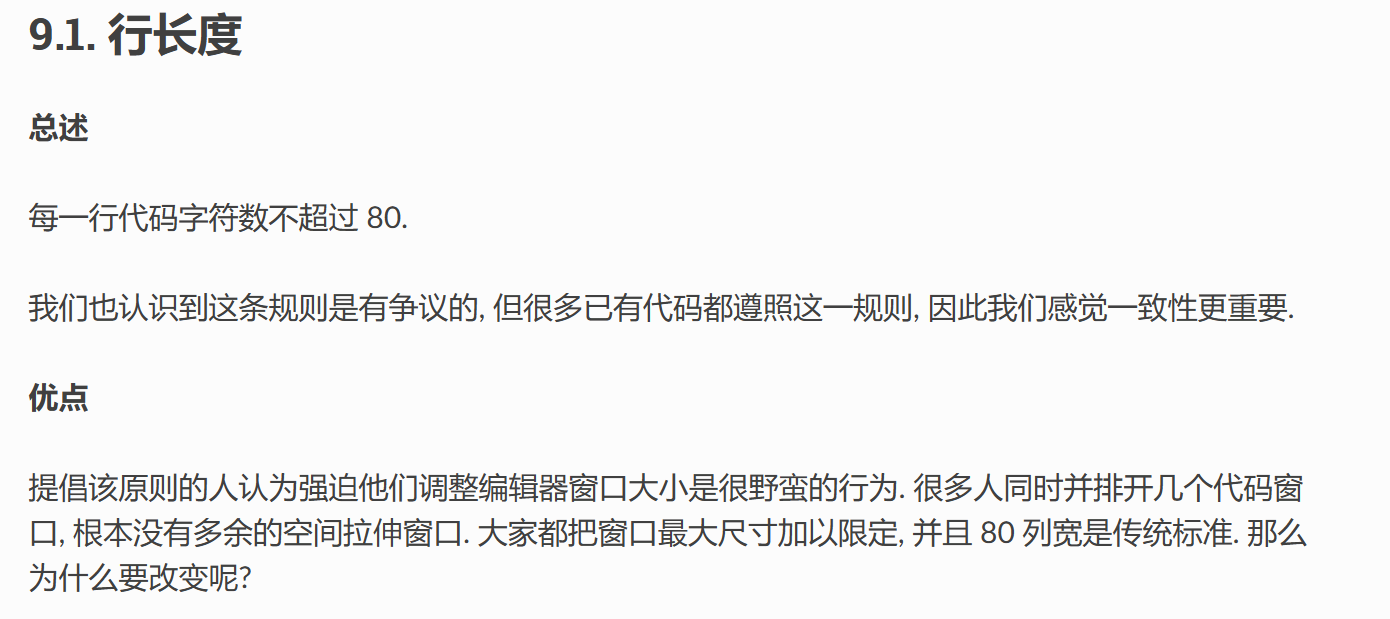 9.1. 行长度
总述
每一行代码字符数不超过 80.
我们也认识到这条规则是有争议的, 但很多已有代码都遵照这一规则, 因此我们感觉一致性更重要.
优点
提倡该原则的人认为强迫他们调整编辑器窗口大小是很野蛮的行为. 很多人同时并排开几个代码窗
口, 根本没有多余的空间拉伸窗口. 大家都把窗口最大尺寸加以限定, 并且 80 列宽是传统标准. 那么
为什么要改变呢?